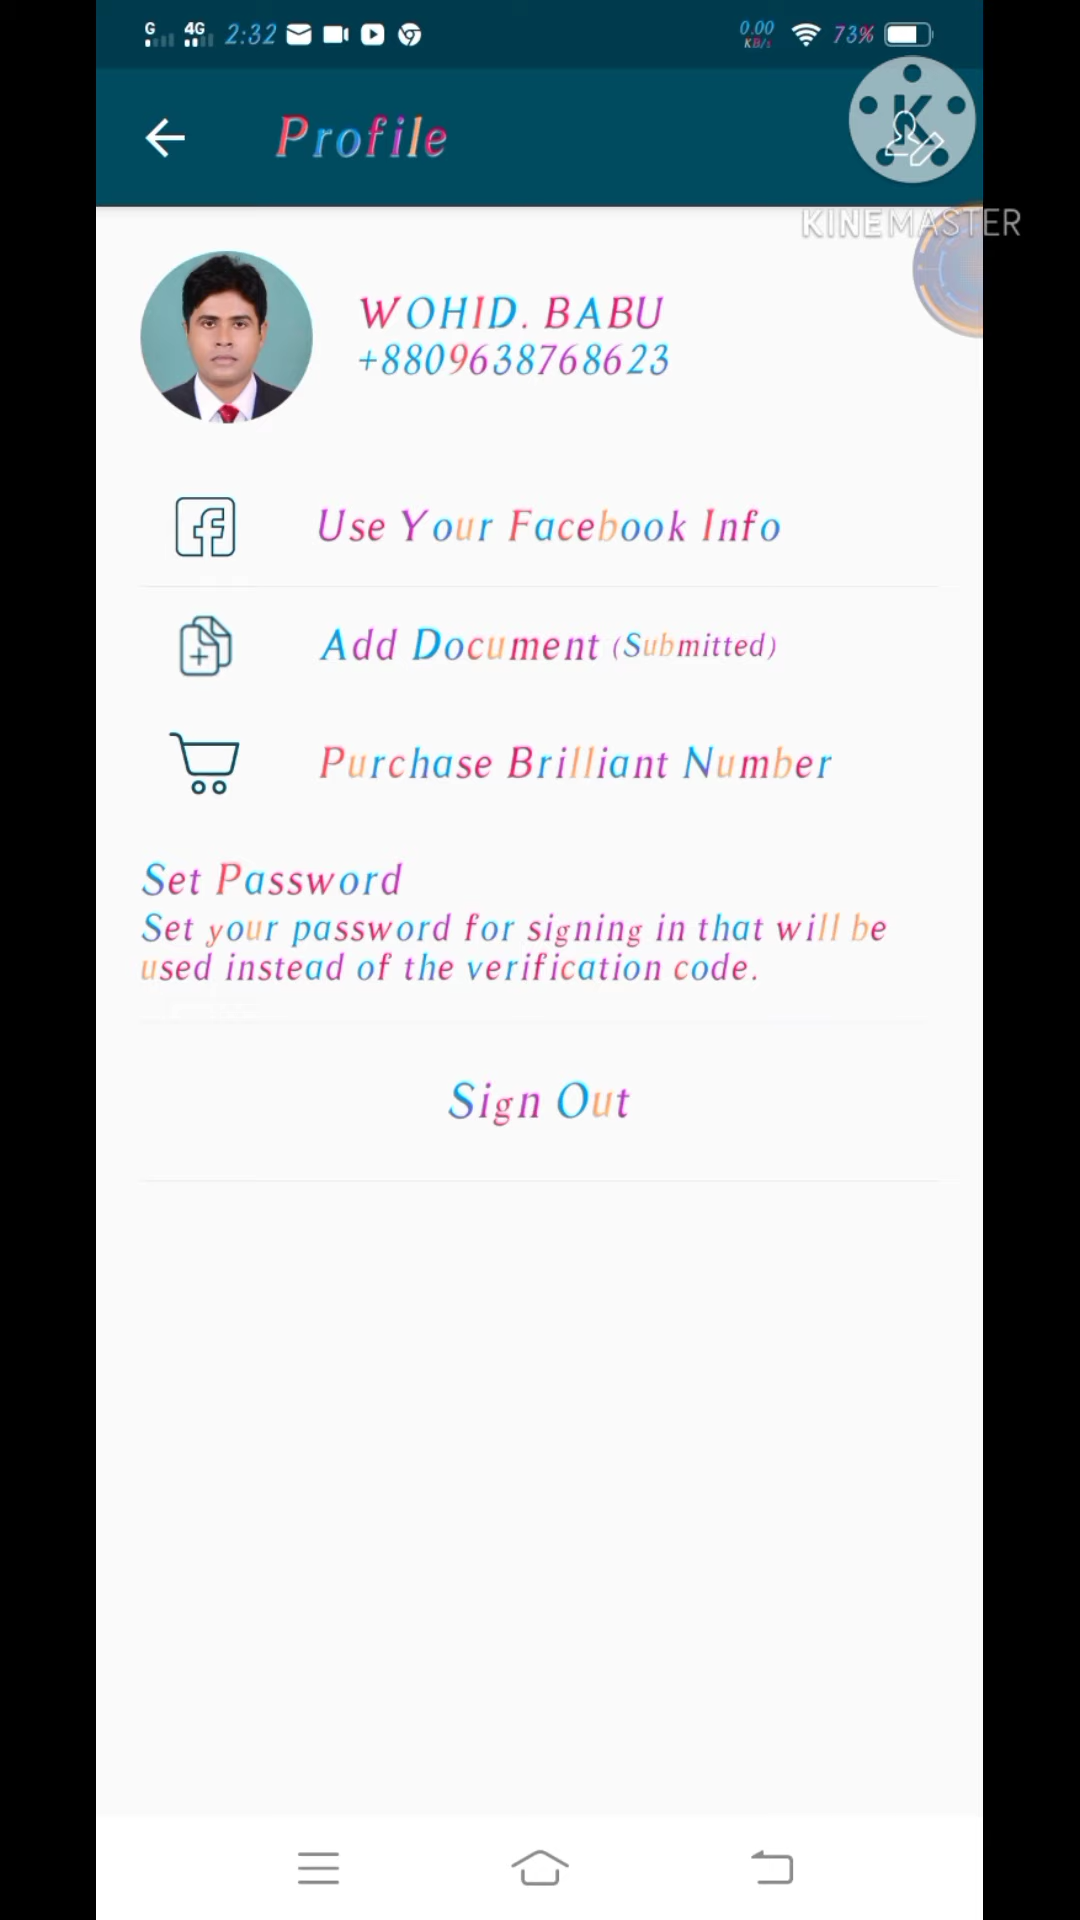 G 4G 2:32 0.00 KB/s 73%
Profile
K
KINEMASTER
WOHID. BABU
+8809638768623
Use Your Facebook Info
Add Document (Submitted)
Purchase Brilliant Number
Set Password
Set your password for signing in that will be
used instead of the verification code.
Sign Out